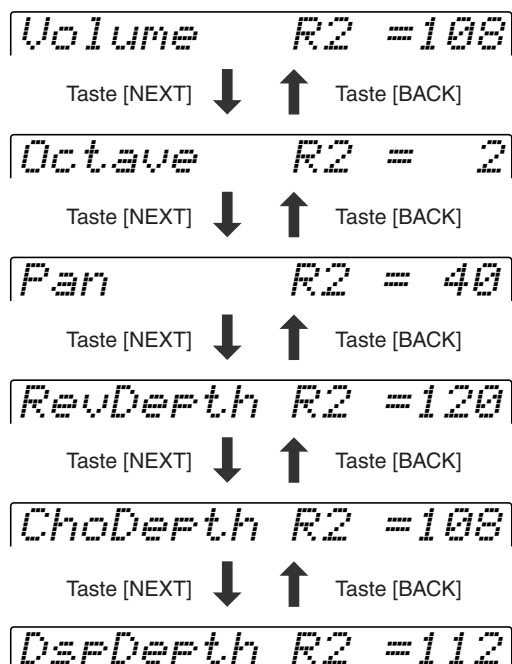 Volume R2 =108
Taste [NEXT] Taste [BACK]
Octave R2 = 2
Taste [NEXT] Taste [BACK]
Pan R2 = 40
Taste [NEXT] Taste [BACK]
RevDepth R2 =120
Taste [NEXT] Taste [BACK]
ChoDepth R2 =108
Taste [NEXT] Taste [BACK]
DspDepth R2 =112